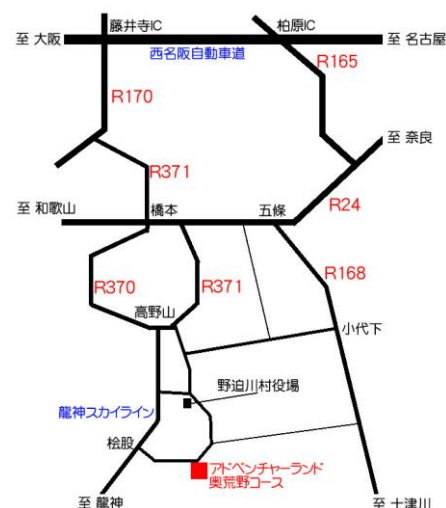 藤井寺IC
柏原IC
至 大阪
至 名古屋
西名阪自動車道
R165
R170
至 奈良
R371
R24
至 和歌山
橋本
五條
R370
R371
R168
高野山
小代下
野迫川村役場
龍神スカイライン
桧股
アドベンチャーランド
奥荒野コース
至 龍神
至 十津川